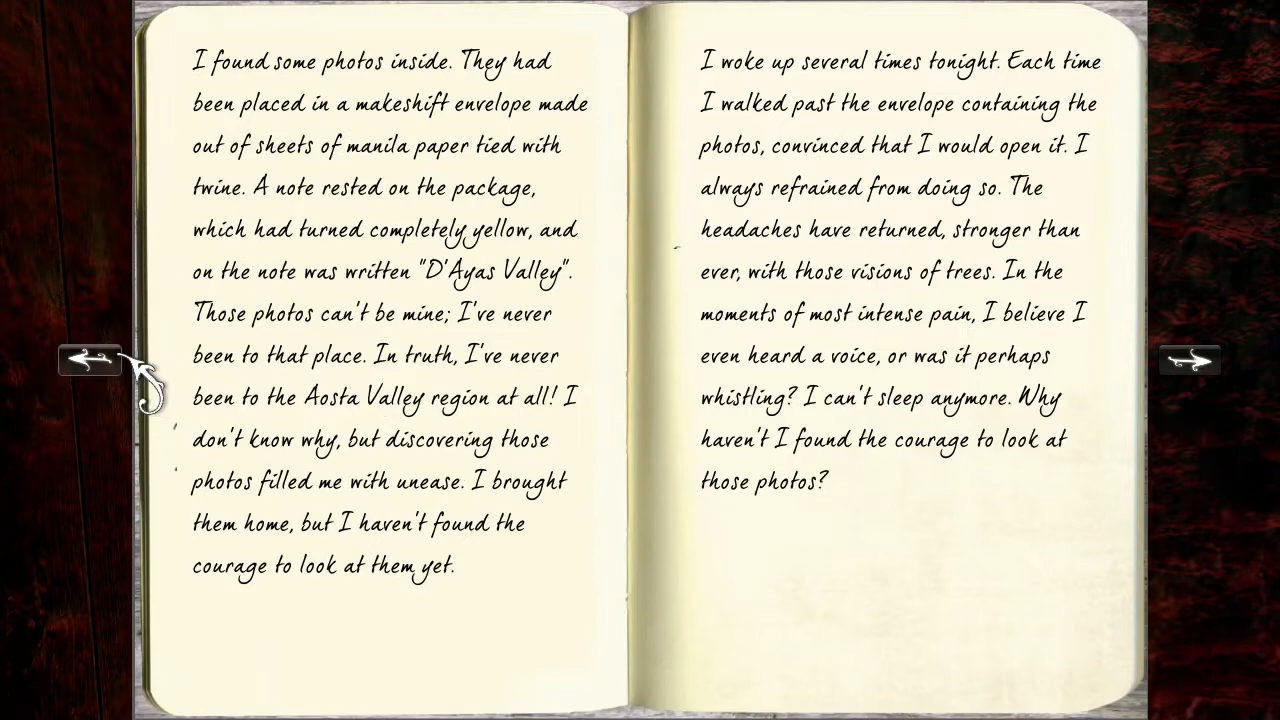 I found some photos inside. They had
been placed in a makeshift envelope made
out of sheets of manila paper tied with
twine. A note rested on the package,
which had turned completely yellow, and
on the note was written "D'Ayas Valley".
Those photos can't be mine; I've never
been to that place. In truth, I've never
been to the Aosta Valley region at all! I
don't know why, but discovering those
photos filled me with unease. I brought
them home, but I haven't found the
courage to look at them yet.
I woke up several times tonight. Each time
I walked past the envelope containing the
photos, convinced that I would open it. I
always refrained from doing so. The
headaches have returned, stronger than
ever, with those visions of trees. In the
moments of most intense pain, I believe I
even heard a voice, or was it perhaps
whistling? I can't sleep anymore. Why
haven't I found the courage to look at
those photos?